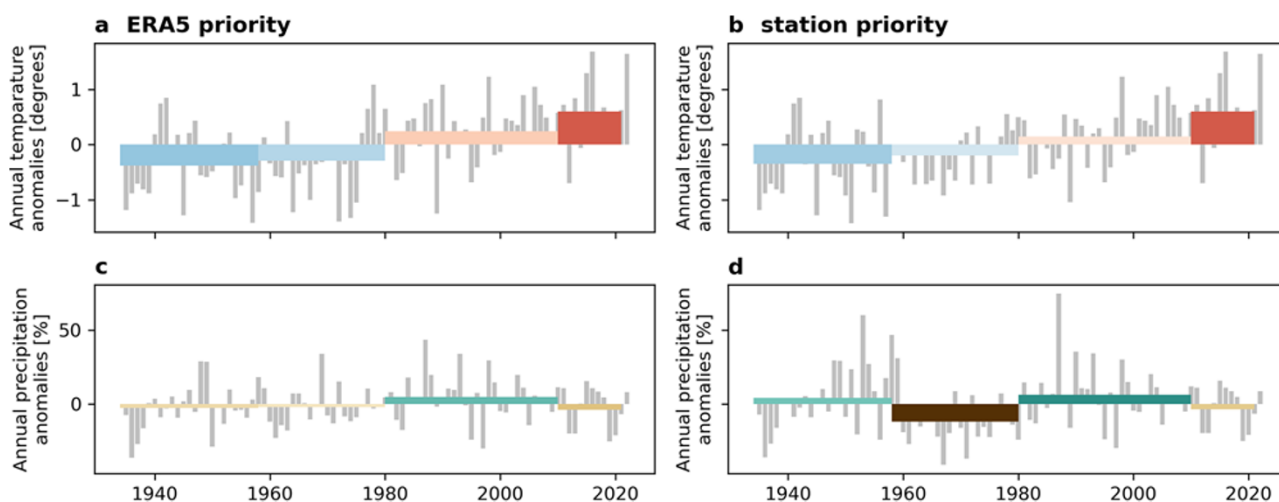 a ERA5 priority
b station priority
Annual temparature
anomalies [degrees]
1
0
−1
Annual temparature
anomalies [degrees]
c
d
Annual precipitation
anomalies [%]
50
0
1940 1960 1980 2000 2020
Annual precipitation
anomalies [%]
1940 1960 1980 2000 2020